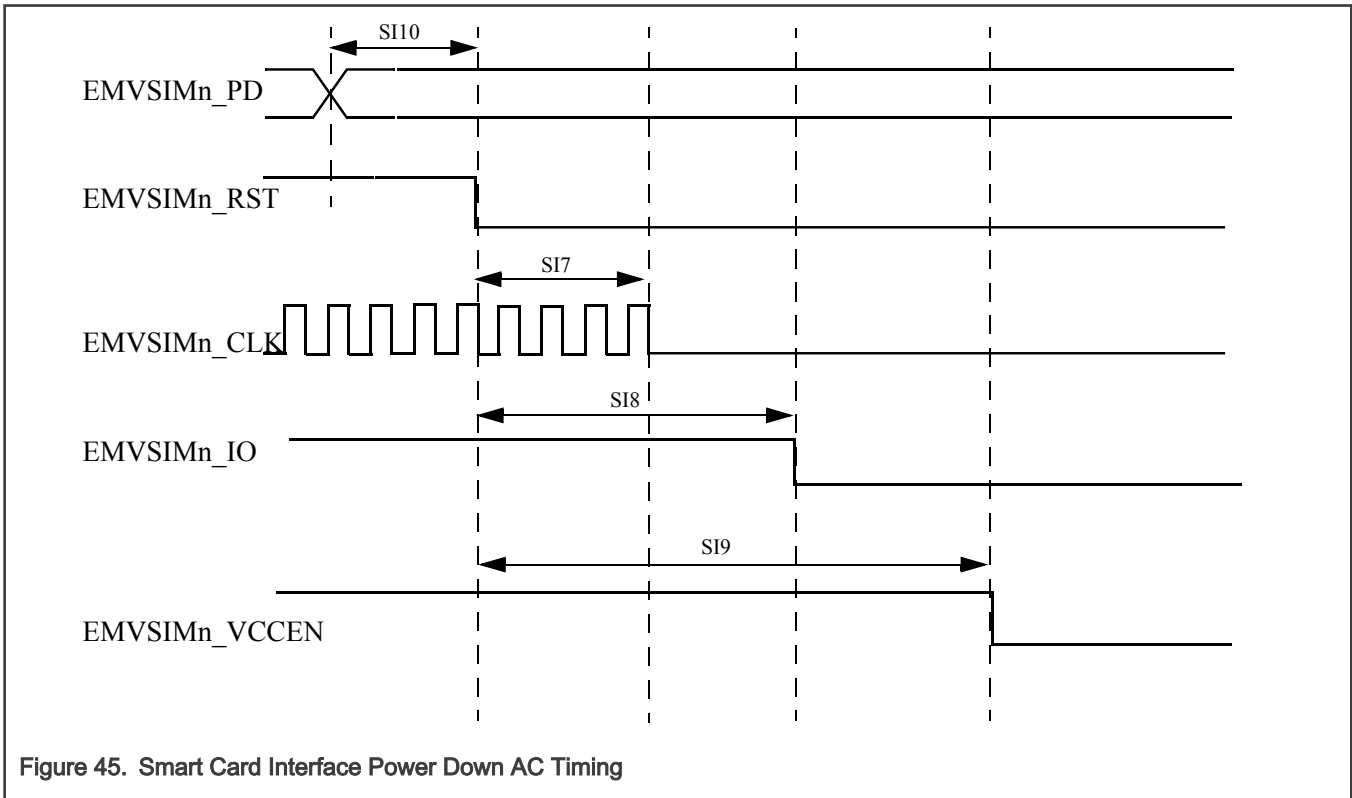 SI10
EMVSIMn_PD
EMVSIMn_RST
SI7
EMVSIMn_CLK
SI8
EMVSIMn_IO
SI9
EMVSIMn_VCCEN
Figure 45. Smart Card Interface Power Down AC Timing